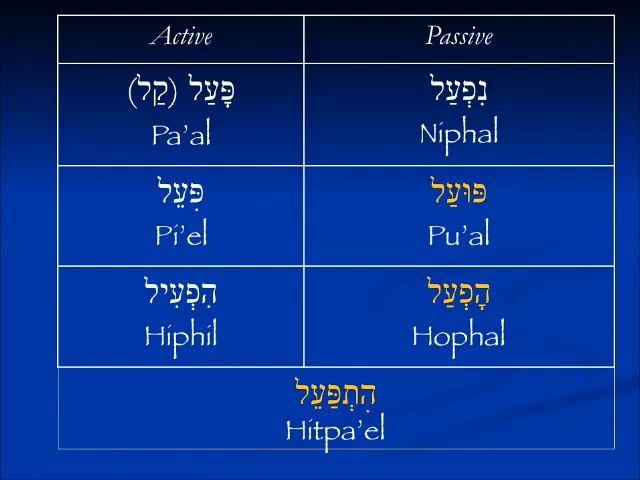 Active
Passive
פָּעַל (קַל)
Pa'al
נִפְעַל
Niphal
פִּעֵל
Pi'el
פּוּעַל
Pu'al
הִפְעִיל
Hiphil
הָפְעַל
Hophal
הִתְפַּעֵל
Hitpa'el